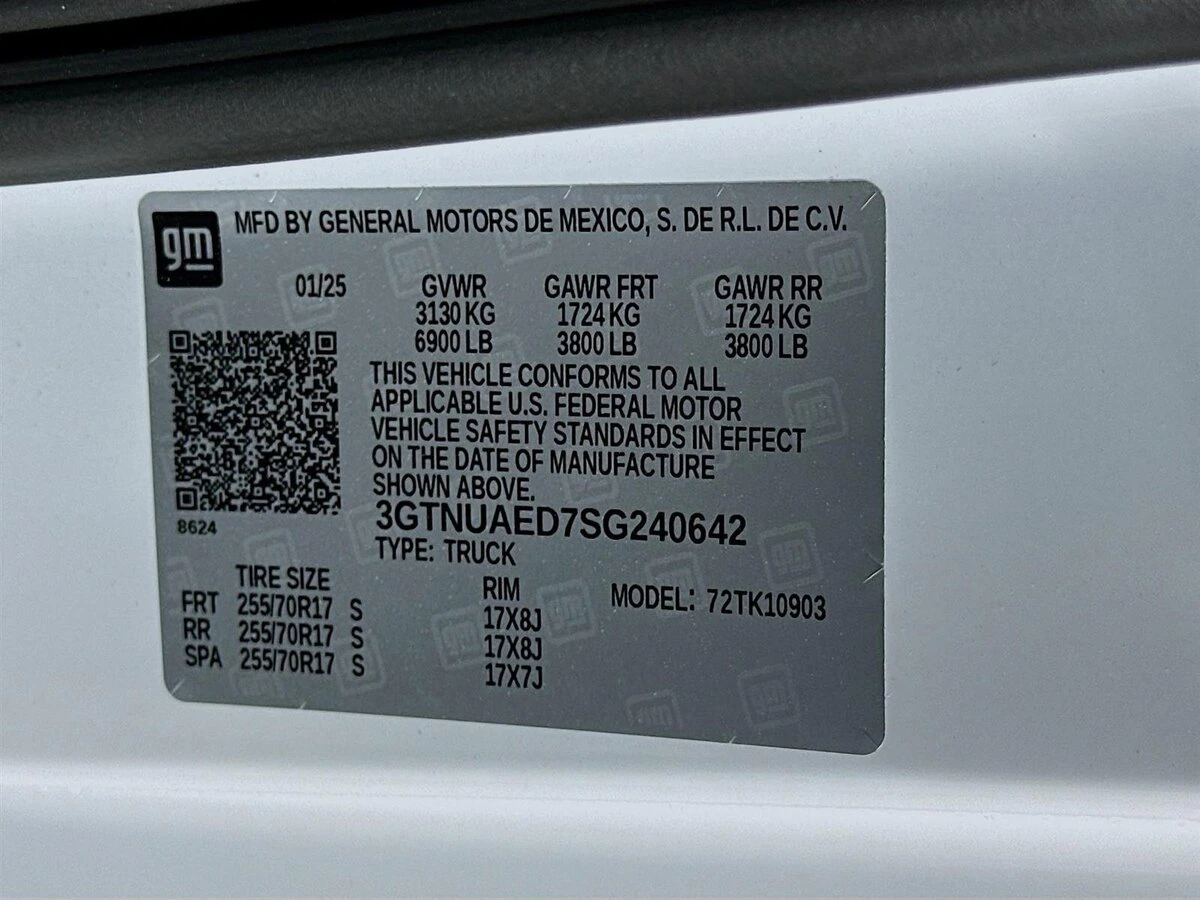 gm
MFD BY GENERAL MOTORS DE MEXICO, S. DE R.L. DE C.V.
01/25 GVWR GAWR FRT GAWR RR
3130 KG 1724 KG 1724 KG
6900 LB 3800 LB 3800 LB
THIS VEHICLE CONFORMS TO ALL
APPLICABLE U.S. FEDERAL MOTOR
VEHICLE SAFETY STANDARDS IN EFFECT
ON THE DATE OF MANUFACTURE
SHOWN ABOVE.
8624
3GTNUAED7SG240642
TYPE: TRUCK
TIRE SIZE RIM MODEL: 72TK10903
FRT 255/70R17 S 17X8J
RR 255/70R17 S 17X8J
SPA 255/70R17 S 17X7J